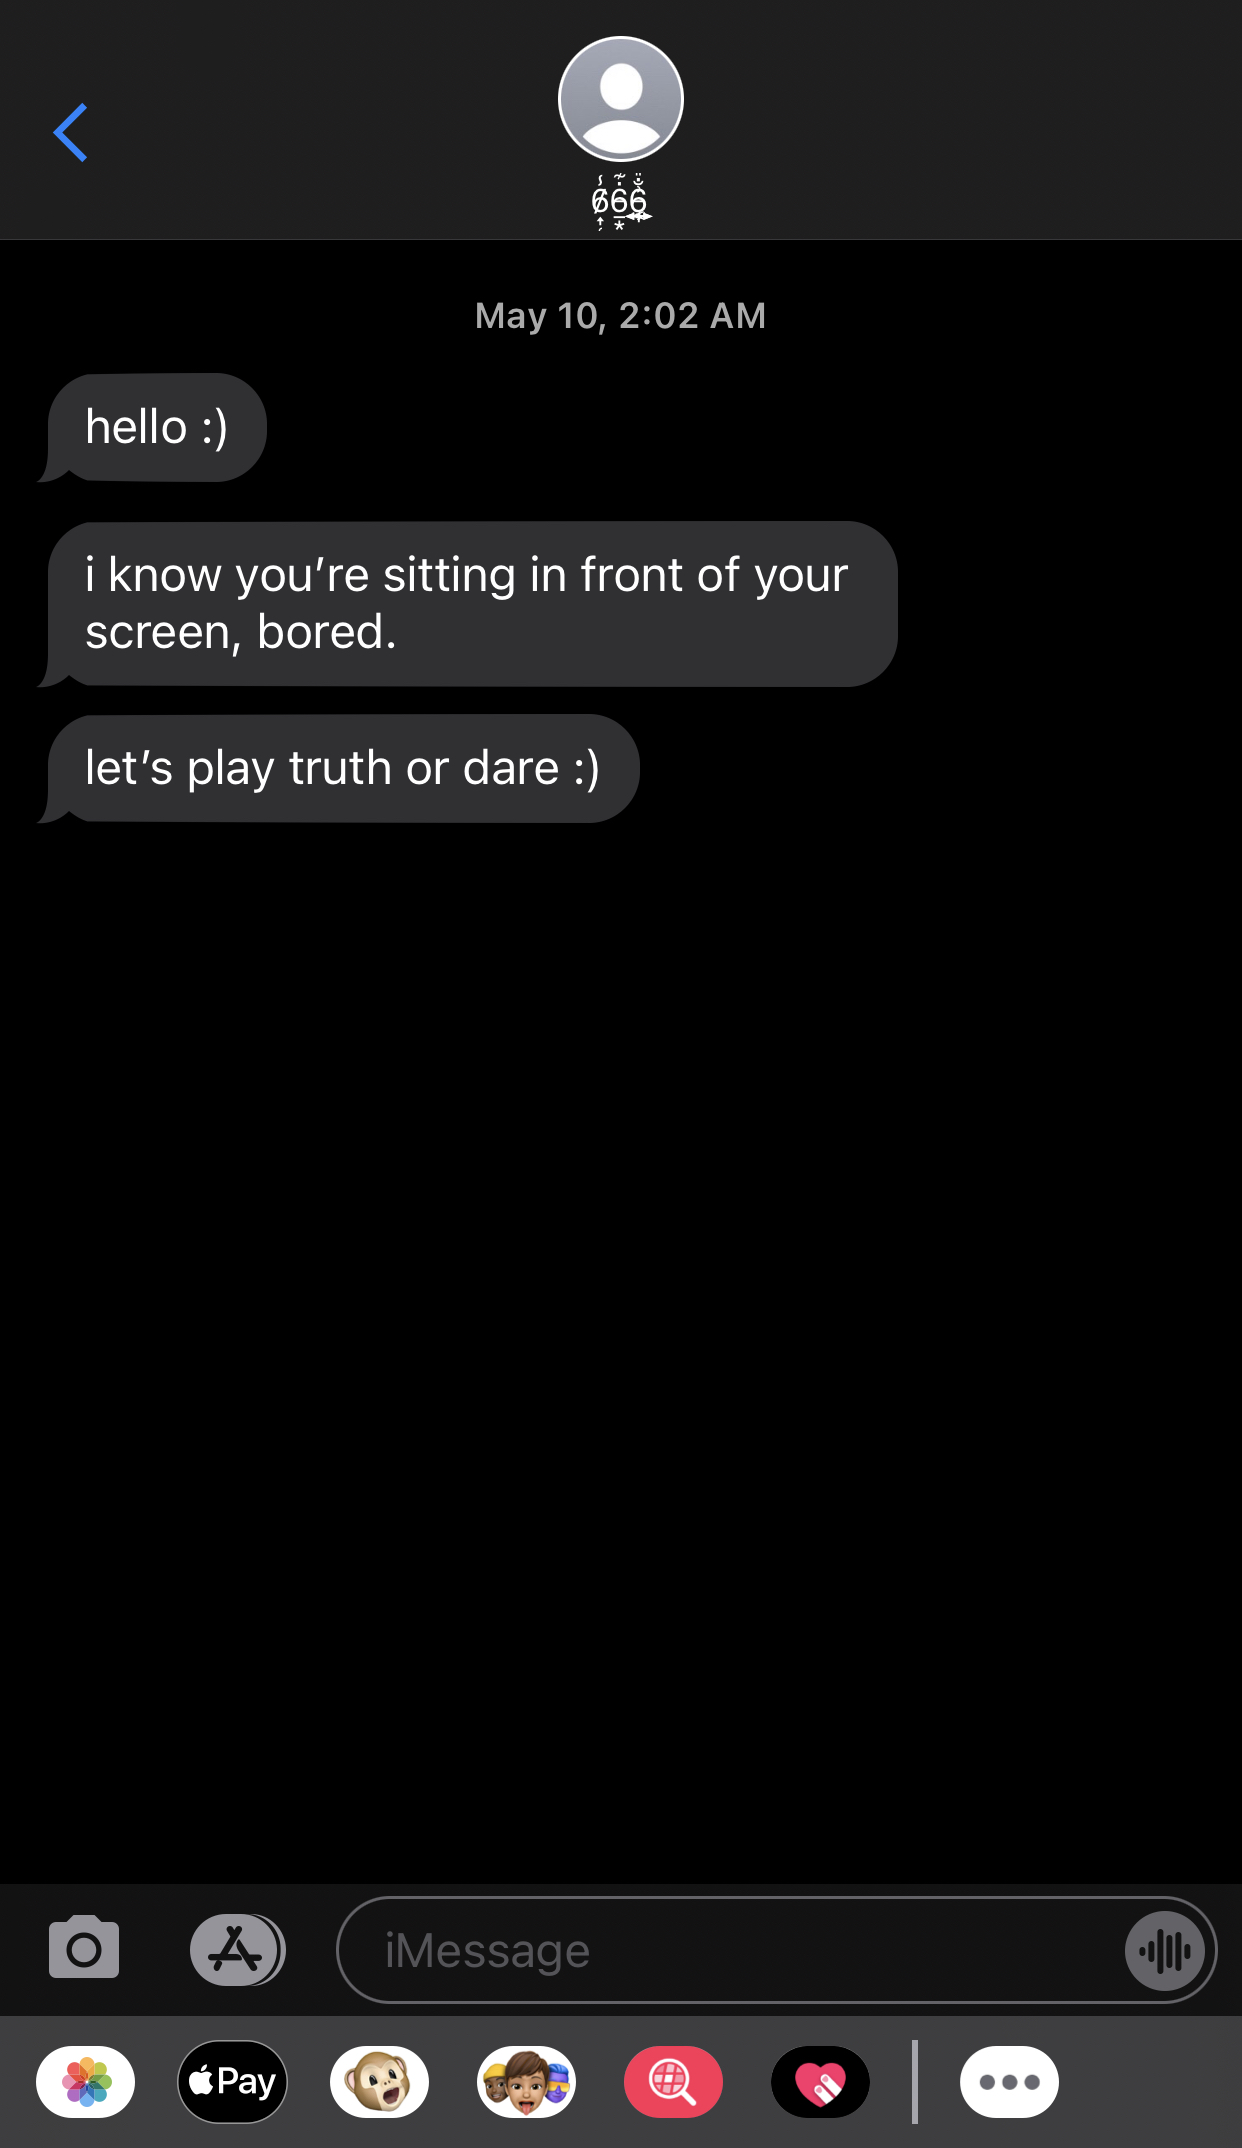 666
May 10, 2:02 AM
hello :)
i know you’re sitting in front of your
screen, bored.
let’s play truth or dare :)
iMessage
Pay